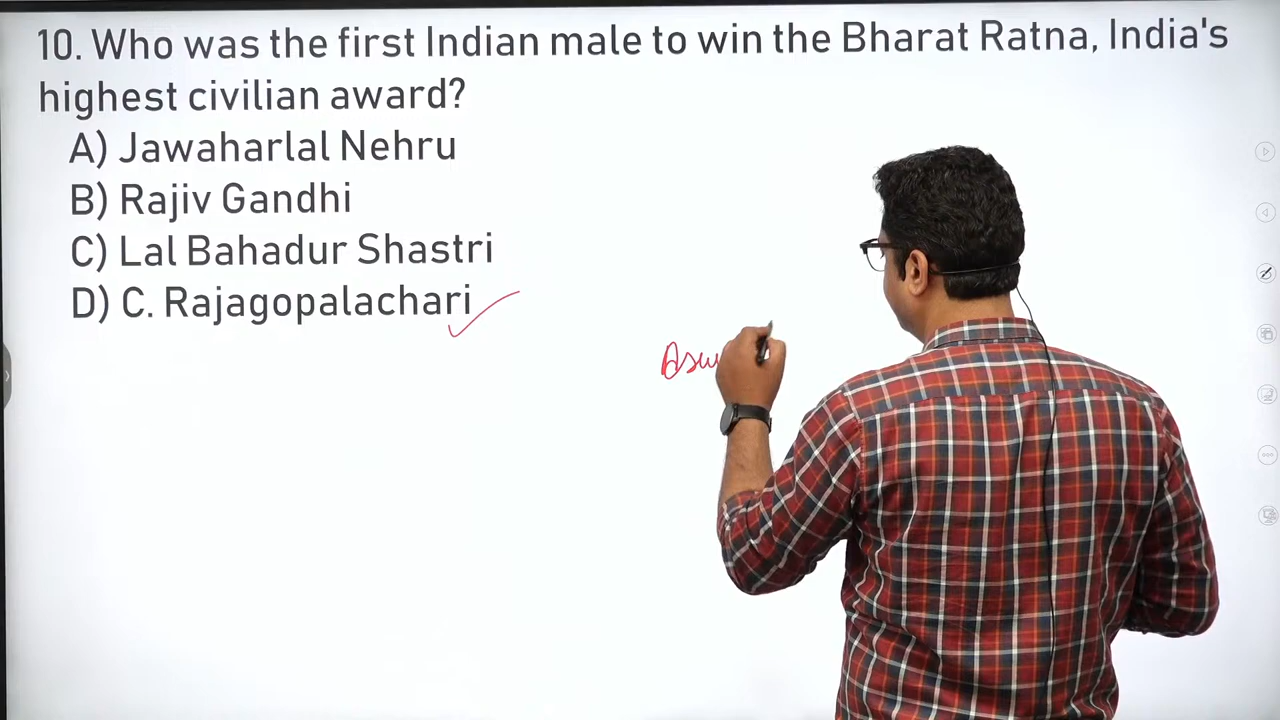 10. Who was the first Indian male to win the Bharat Ratna, India's
highest civilian award?
A) Jawaharlal Nehru
B) Rajiv Gandhi
C) Lal Bahadur Shastri
D) C. Rajagopalachari